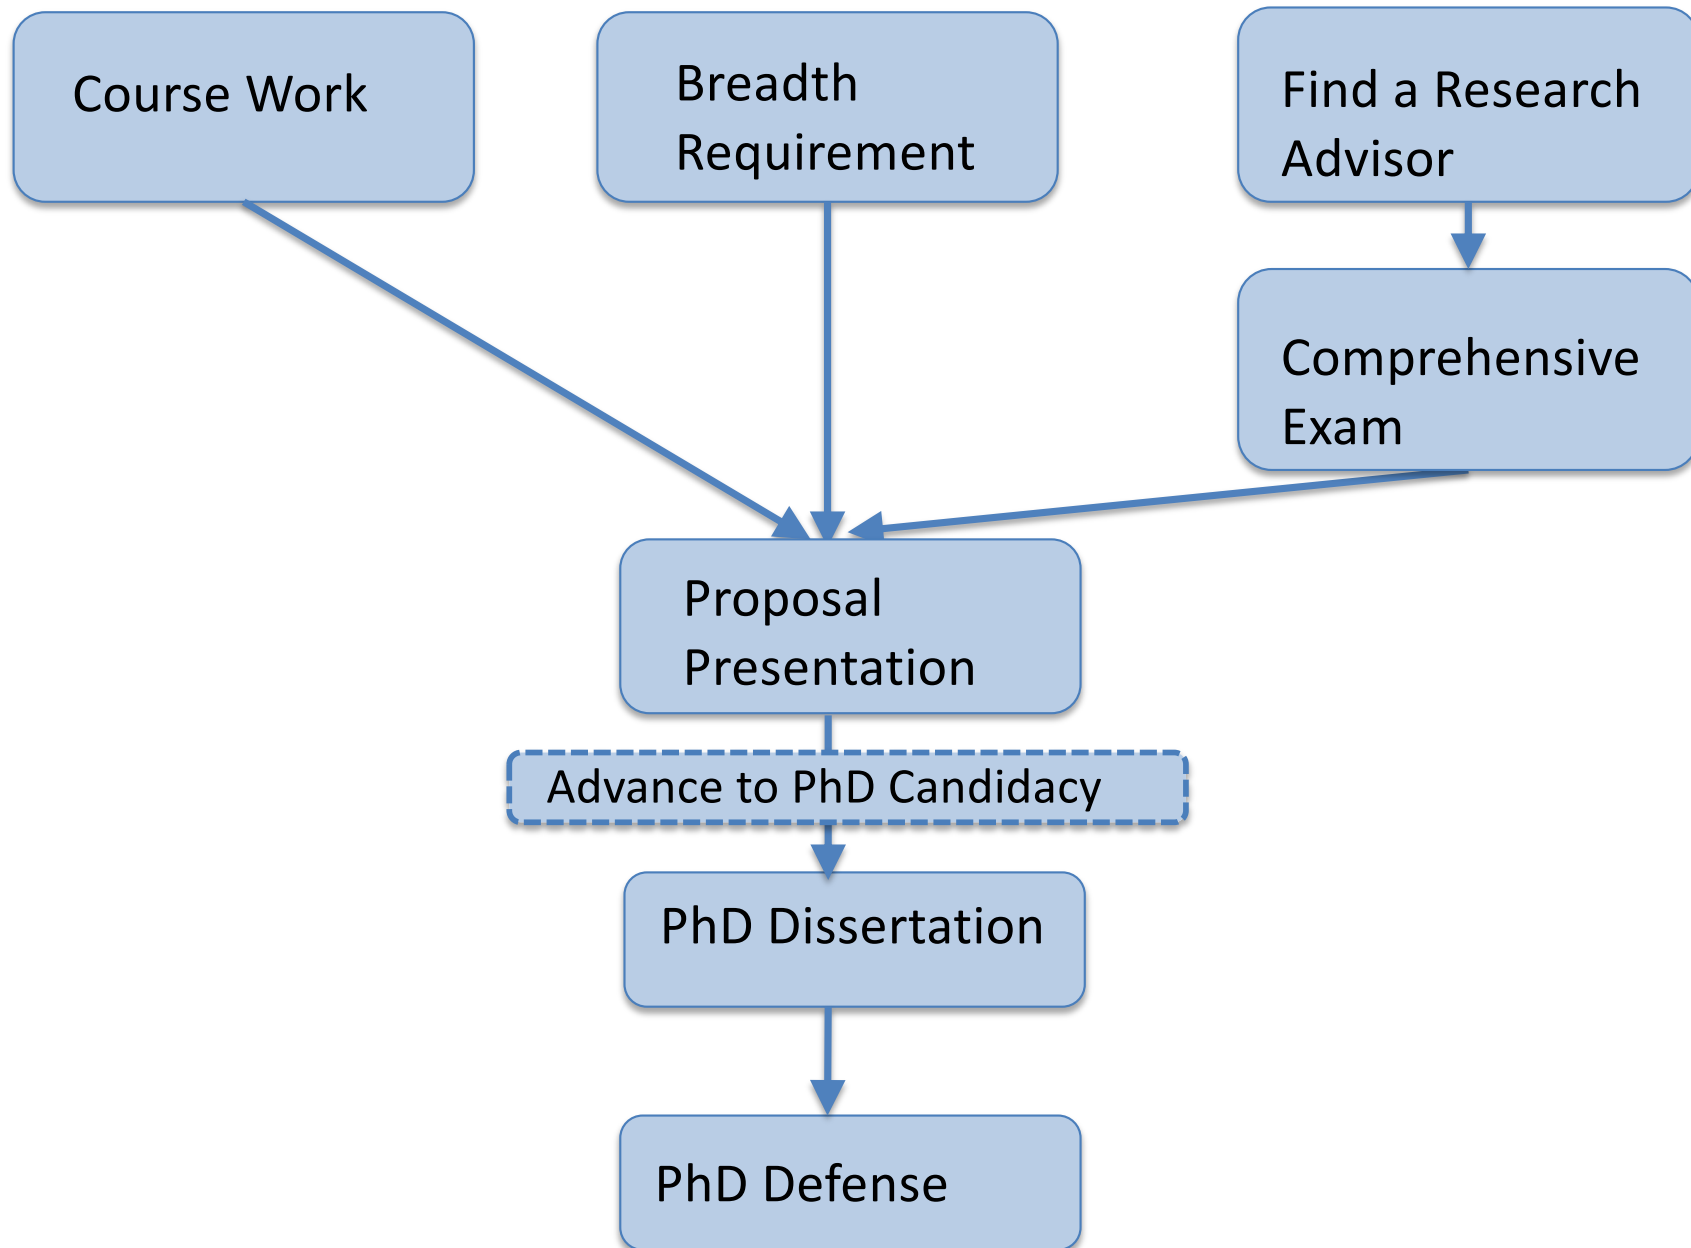 Course Work
Breadth
Requirement
Find a Research
Advisor
Comprehensive
Exam
Proposal
Presentation
Advance to PhD Candidacy
PhD Dissertation
PhD Defense